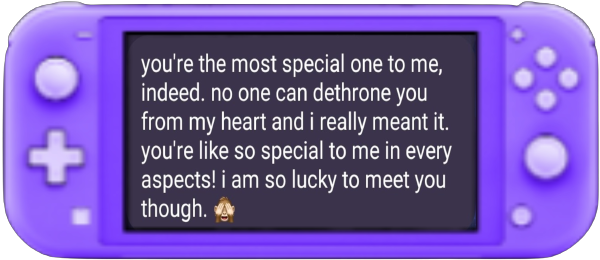 you're the most special one to me,
indeed. no one can dethrone you
from my heart and i really meant it.
you're like so special to me in every
aspects! i am so lucky to meet you
though. 🙈